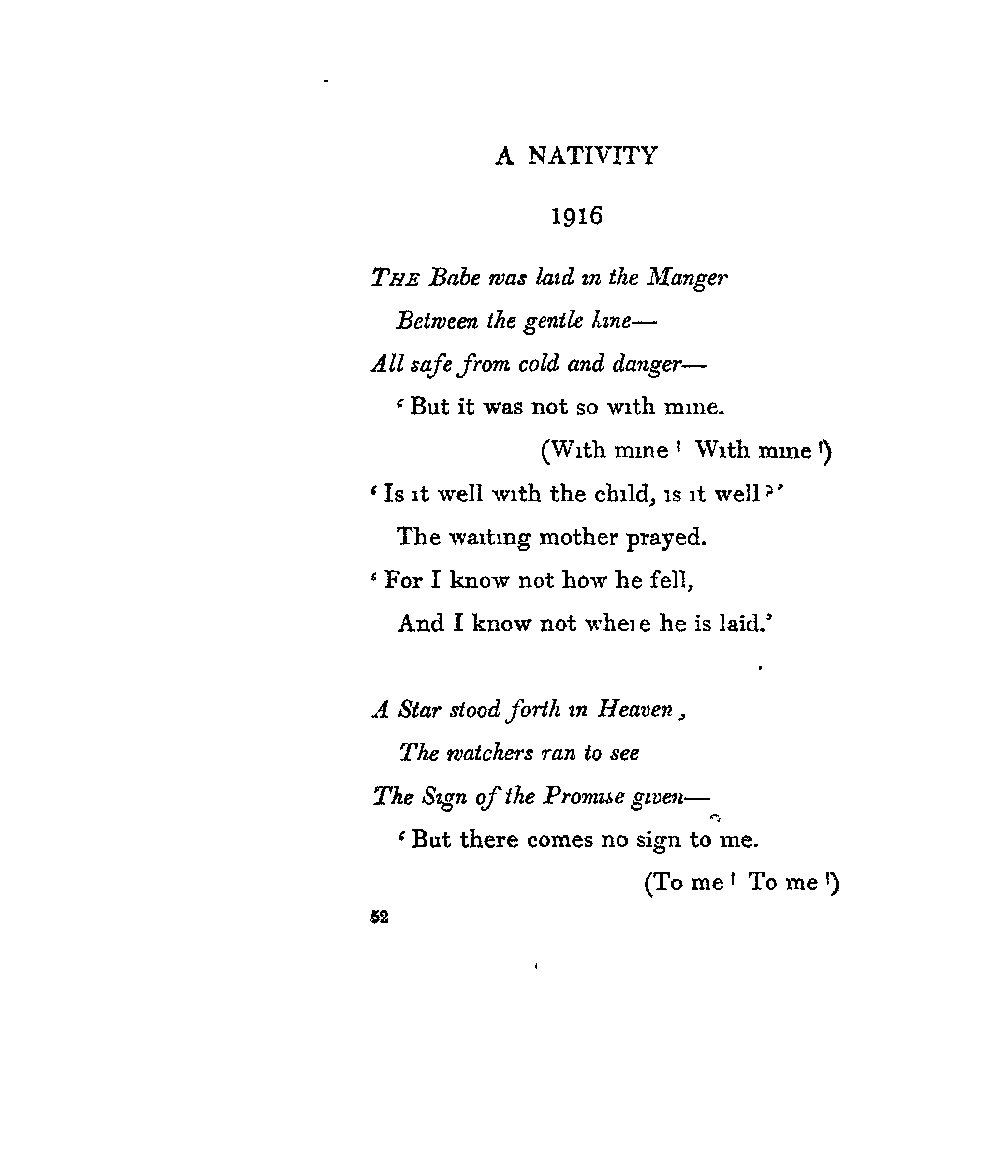 A NATIVITY
1916
THE Babe was laid in the Manger
Between the gentle kine—
All safe from cold and danger—
‘But it was not so with mine.
(With mine! With mine!)
‘Is it well with the child, is it well?’
The waiting mother prayed.
‘For I know not how he fell,
And I know not where he is laid.’
A Star stood forth in Heaven,
The watchers ran to see
The Sign of the Promise given—
‘But there comes no sign to me.
(To me! To me!)
52